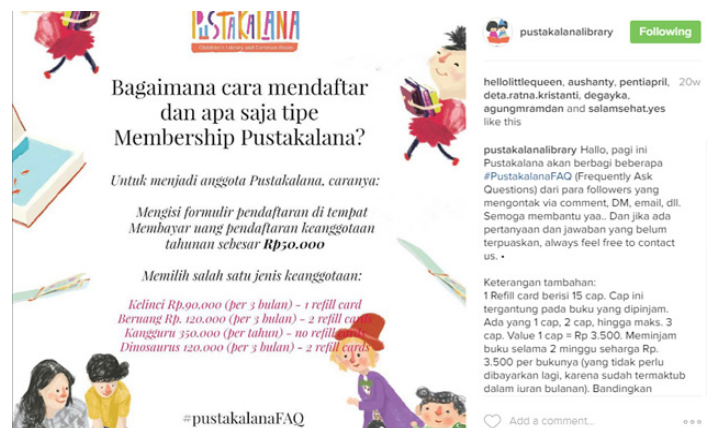 PUSTAKALANA
Children's Library and Common Room
Bagaimana cara mendaftar
dan apa saja tipe
Membership Pustakalana?
Untuk menjadi anggota Pustakalana, caranya:
Mengisi formulir pendaftaran di tempat
Membayar uang pendaftaran keanggotaan
tahunan sebesar Rp50.000
Memilih salah satu jenis keanggotaan:
Kelinci Rp.90.000 (per 3 bulan) - 1 refill card
Beruang Rp. 120.000 (per 3 bulan) - 2 refill cards
Kangguru 350.000 (per tahun) - no refill cards
Dinosaurus 120.000 (per 3 bulan) - 2 refill cards
#pustakalanaFAQ
pustakalanalibrary
Following
hellolittlequeen, aushanty, pentiapril, 20w
deta.ratna.kristanti, degayka,
agungmramdan and salamsehat.yes
like this
pustakalanalibrary Hallo, pagi ini
Pustakalana akan berbagi beberapa
#PustakalanaFAQ (Frequently Ask
Questions) dari para followers yang
mengontak via comment, DM, email, dll.
Semoga membantu yaa.. Dan jika ada
pertanyaan dan jawaban yang belum
terpuaskan, always feel free to contact
us. •
Keterangan tambahan:
1 Refill card berisi 15 cap. Cap ini
tergantung pada buku yang dipinjam.
Ada yang 1 cap, 2 cap, hingga maks. 3
cap. Value 1 cap = Rp 3.500. Meminjam
buku selama 2 minggu seharga Rp.
3.500 per bukunya (yang tidak perlu
dibayarkan lagi, karena sudah termaktub
dalam iuran bulanan). Bandingkan
Add a comment...